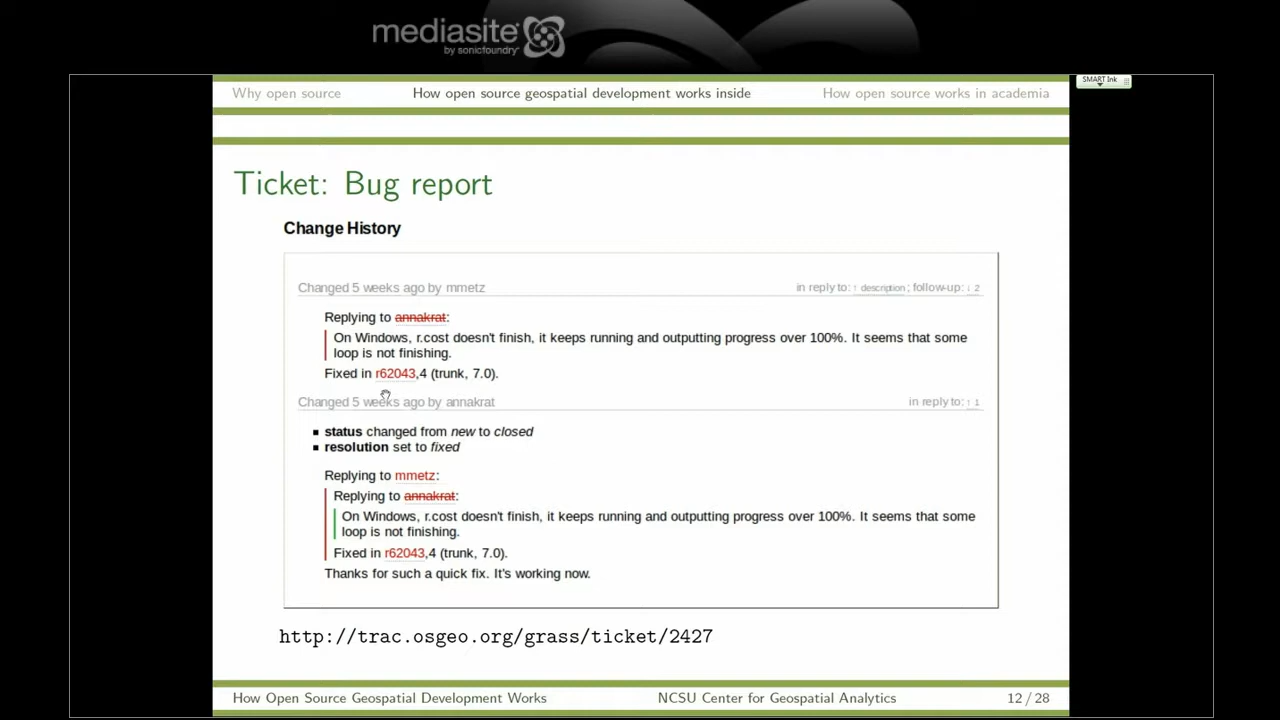 mediasite
by sonicfoundry
SMART Ink
Why open source How open source geospatial development works inside How open source works in academia
Ticket: Bug report
Change History
Changed 5 weeks ago by mmetz in reply to: ↑ description; follow-up: ↓ 2
Replying to annakrat:
On Windows, r.cost doesn't finish, it keeps running and outputting progress over 100%. It seems that some
loop is not finishing.
Fixed in r62043,4 (trunk, 7.0).
Changed 5 weeks ago by annakrat in reply to: ↑ 1
▪ status changed from new to closed
▪ resolution set to fixed
Replying to mmetz:
Replying to annakrat:
On Windows, r.cost doesn't finish, it keeps running and outputting progress over 100%. It seems that some
loop is not finishing.
Fixed in r62043,4 (trunk, 7.0).
Thanks for such a quick fix. It's working now.
http://trac.osgeo.org/grass/ticket/2427
How Open Source Geospatial Development Works NCSU Center for Geospatial Analytics 12 / 28